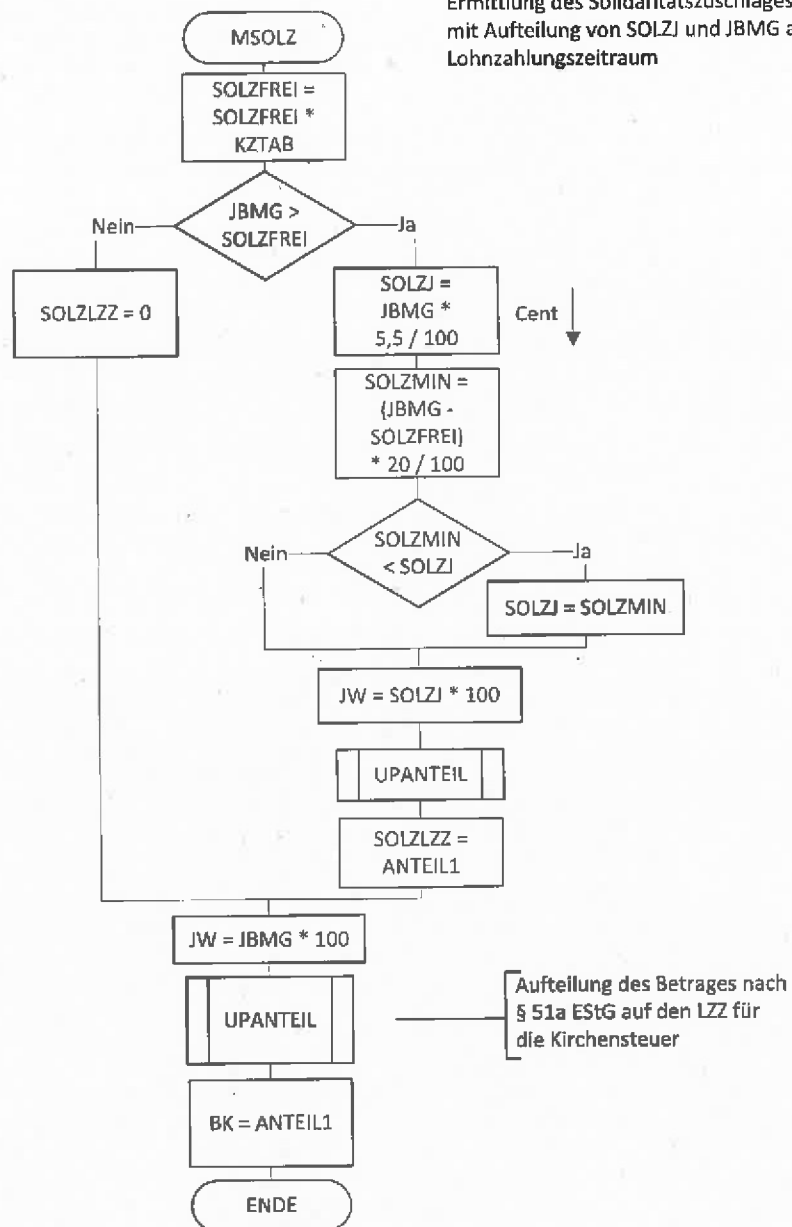 Ermittlung des Solidaritätszuschlages
mit Aufteilung von SOLZJ und JBMG a
Lohnzahlungszeitraum
MSOLZ
SOLZFREI =
SOLZFREI *
KZTAB
Nein
JBMG >
SOLZFREI
Ja
SOLZLZZ = 0
SOLZJ =
JBMG *
5,5 / 100
Cent
SOLZMIN =
(JBMG -
SOLZFREI)
* 20 / 100
Nein
SOLZMIN
< SOLZJ
Ja
SOLZJ = SOLZMIN
JW = SOLZJ * 100
UPANTEIL
SOLZLZZ =
ANTEIL1
JW = JBMG * 100
UPANTEIL
Aufteilung des Betrages nach
§ 51a EStG auf den LZZ für
die Kirchensteuer
BK = ANTEIL1
ENDE